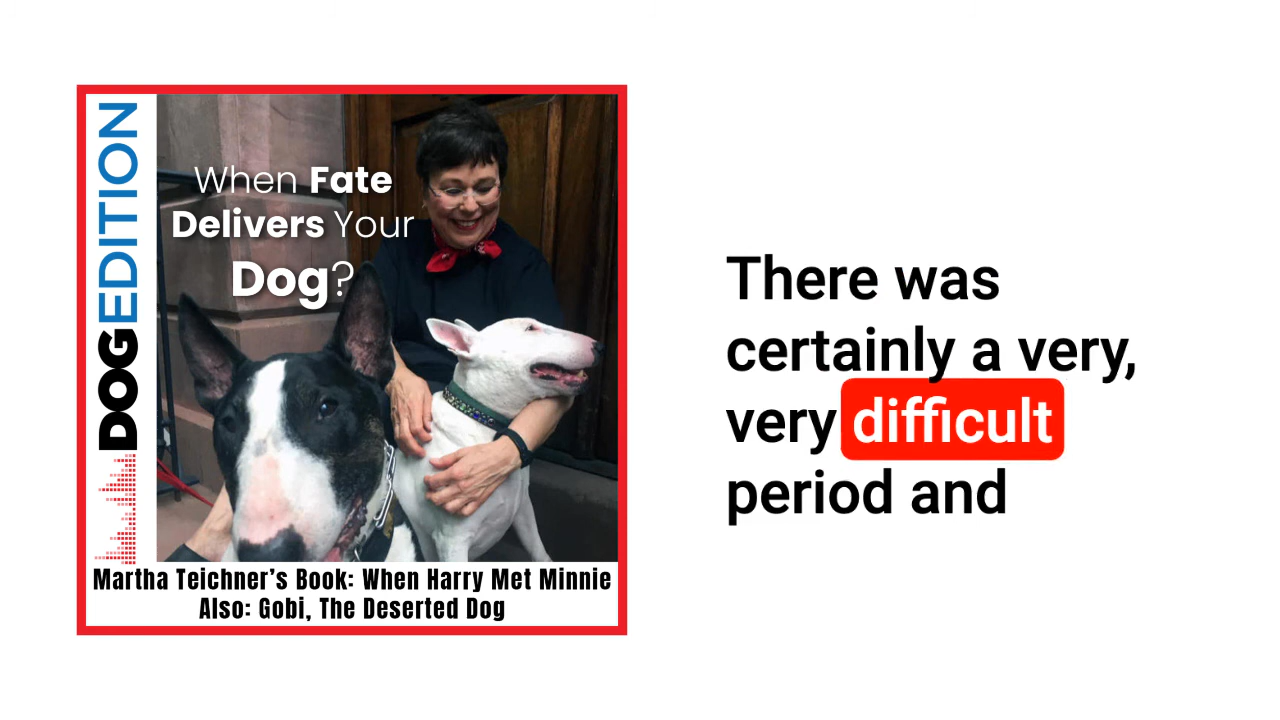 DOGEDITION
When Fate
Delivers Your
Dog?
Martha Teichner's Book: When Harry Met Minnie
Also: Gobi, The Deserted Dog
There was
certainly a very,
very difficult
period and